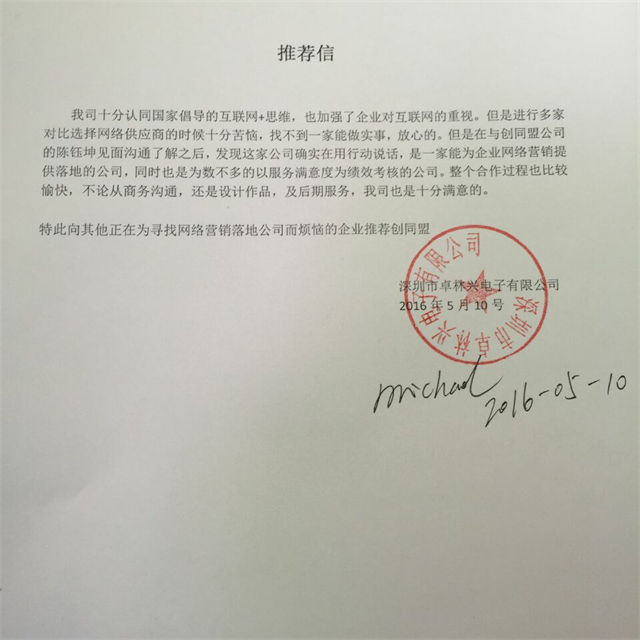 推荐信
我司十分认同国家倡导的互联网+思维，也加强了企业对互联网的重视。但是进行多家
对比选择网络供应商的时候十分苦恼，找不到一家能做实事，放心的。但是在与创同盟公司
的陈钰坤见面沟通了解之后，发现这家公司确实在用行动说话，是一家能为企业网络营销提
供落地的公司，同时也是为数不多的以服务满意度为绩效考核的公司。整个合作过程也比较
愉快，不论从商务沟通，还是设计作品，及后期服务，我司也是十分满意的。
特此向其他正在为寻找网络营销落地公司而烦恼的企业推荐创同盟
深圳市卓林兴电子有限公司
2016 年 5 月 10 号
深圳市卓林兴电子有限公司
michael
2016-05-10